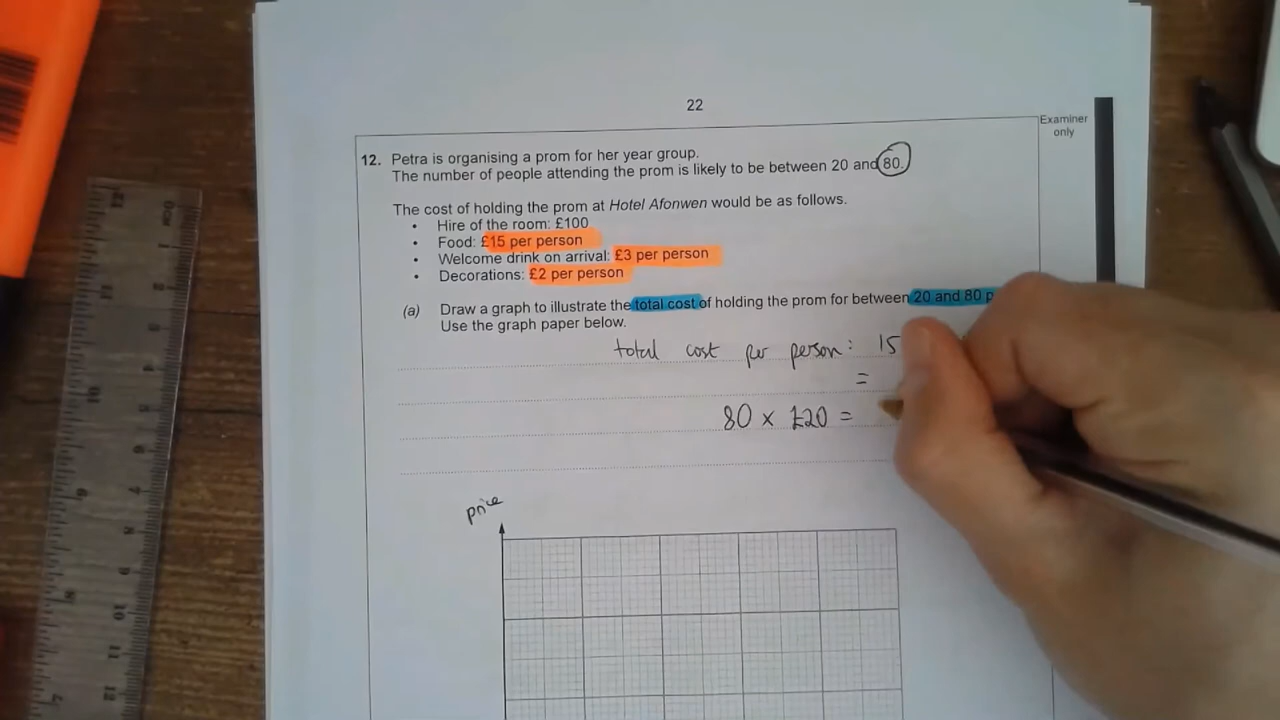 22
Examiner
only
12. Petra is organising a prom for her year group.
The number of people attending the prom is likely to be between 20 and 80.
The cost of holding the prom at Hotel Afonwen would be as follows.
• Hire of the room: £100
• Food: £15 per person
• Welcome drink on arrival: £3 per person
• Decorations: £2 per person
(a) Draw a graph to illustrate the total cost of holding the prom for between 20 and 80 p
Use the graph paper below.
total cost per person: 15
=
80 x £20 =
price